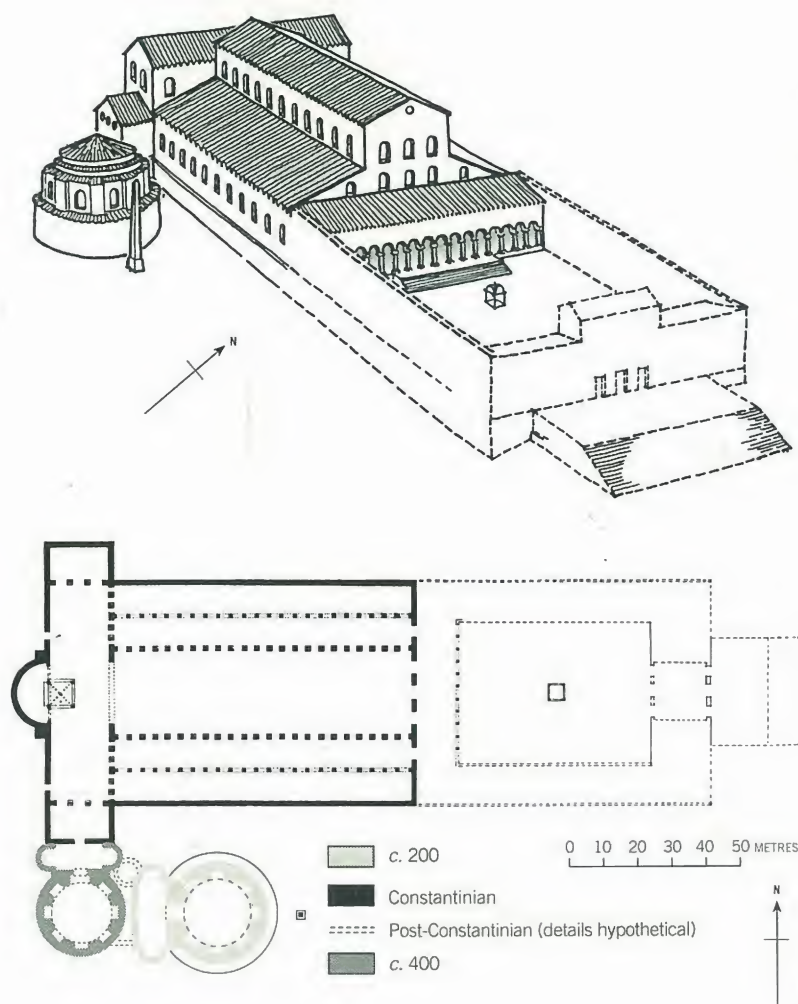 N
c. 200
Constantinian
Post-Constantinian (details hypothetical)
c. 400
0 10 20 30 40 50 METRES
N